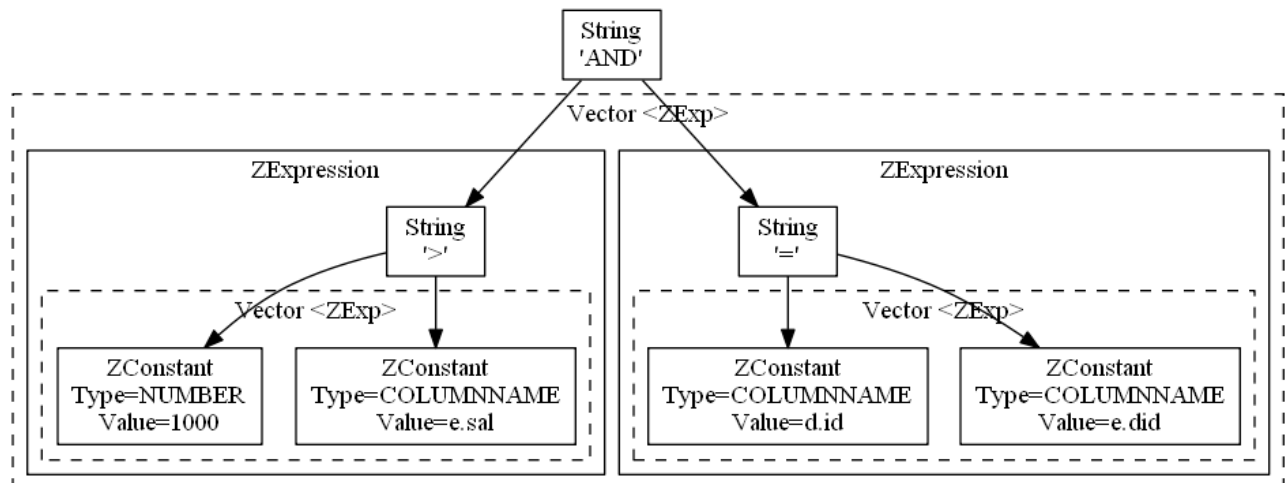 String
'AND'
Vector <ZExp>
ZExpression
String
'>'
Vector <ZExp>
ZConstant
Type=NUMBER
Value=1000
ZConstant
Type=COLUMNNAME
Value=e.sal
ZExpression
String
'='
Vector <ZExp>
ZConstant
Type=COLUMNNAME
Value=d.id
ZConstant
Type=COLUMNNAME
Value=e.did